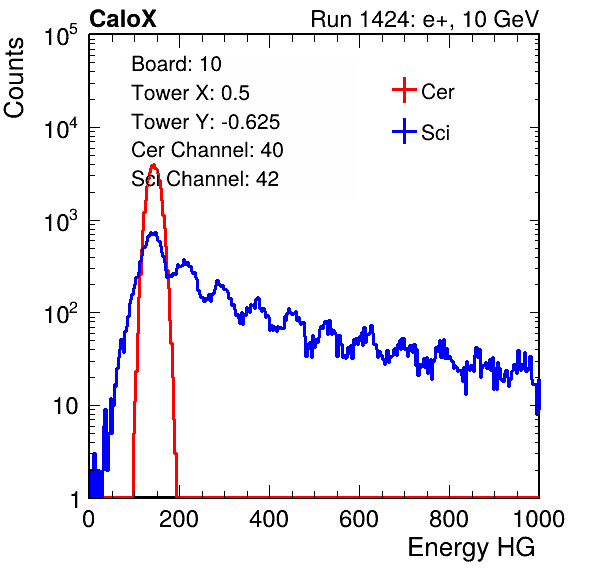 CaloX Run 1424: e+, 10 GeV
Counts
Board: 10
Tower X: 0.5
Tower Y: -0.625
Cer Channel: 40
Sci Channel: 42
Cer
Sci
10^5
10^4
10^3
10^2
10
1
0 200 400 600 800 1000
Energy HG